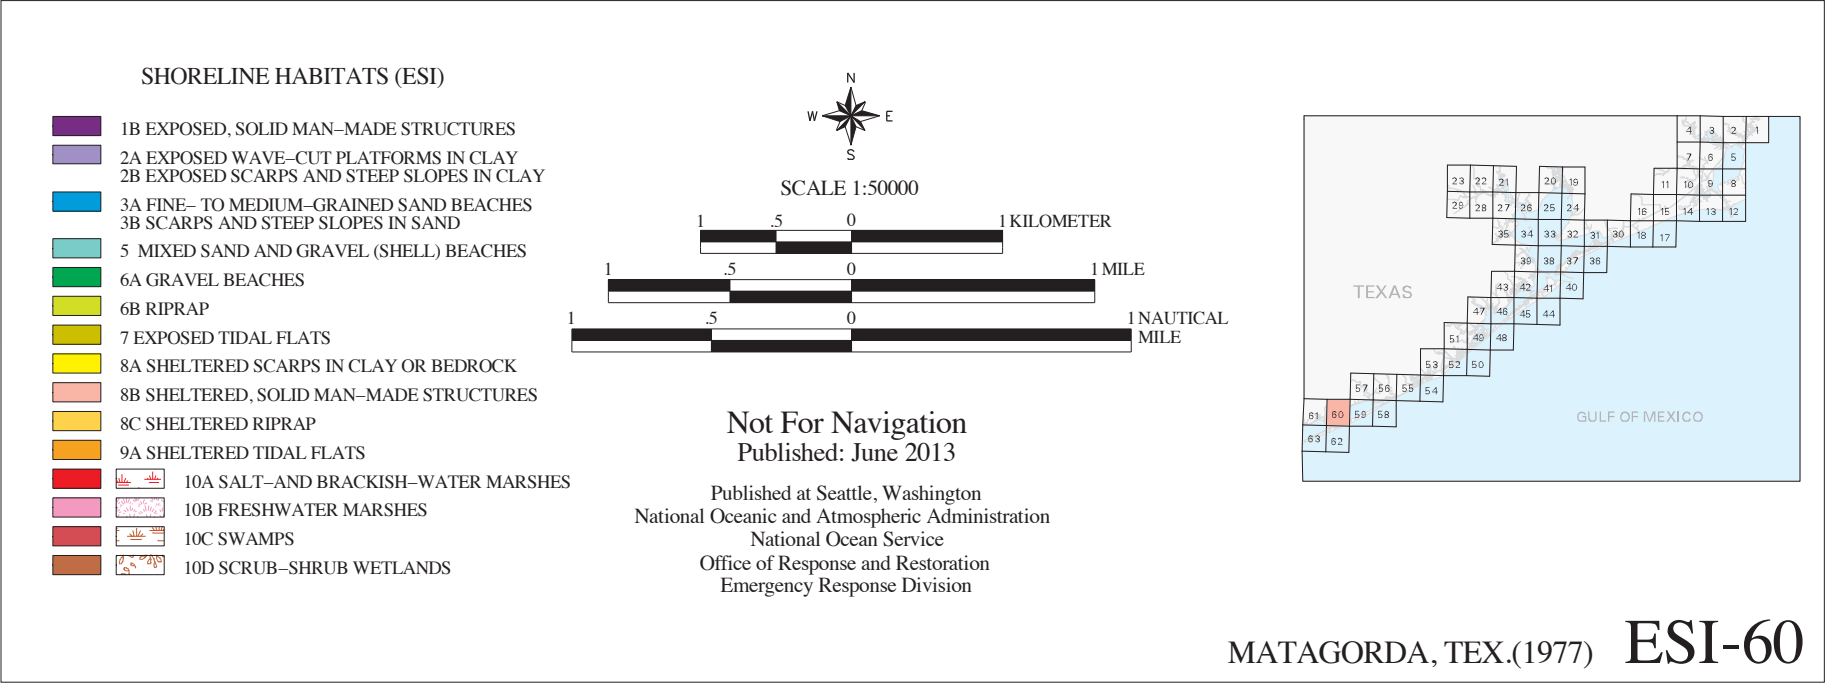 SHORELINE HABITATS (ESI)
1B EXPOSED, SOLID MAN–MADE STRUCTURES
2A EXPOSED WAVE–CUT PLATFORMS IN CLAY
2B EXPOSED SCARPS AND STEEP SLOPES IN CLAY
3A FINE– TO MEDIUM–GRAINED SAND BEACHES
3B SCARPS AND STEEP SLOPES IN SAND
5 MIXED SAND AND GRAVEL (SHELL) BEACHES
6A GRAVEL BEACHES
6B RIPRAP
7 EXPOSED TIDAL FLATS
8A SHELTERED SCARPS IN CLAY OR BEDROCK
8B SHELTERED, SOLID MAN–MADE STRUCTURES
8C SHELTERED RIPRAP
9A SHELTERED TIDAL FLATS
10A SALT–AND BRACKISH–WATER MARSHES
10B FRESHWATER MARSHES
10C SWAMPS
10D SCRUB–SHRUB WETLANDS
N
W E
S
SCALE 1:50000
1 .5 0 1 KILOMETER
1 .5 0 1 MILE
1 .5 0 1 NAUTICAL
MILE
Not For Navigation
Published: June 2013
Published at Seattle, Washington
National Oceanic and Atmospheric Administration
National Ocean Service
Office of Response and Restoration
Emergency Response Division
4 3 2 1
7 6 5
23 22 21 20 19 11 10 9 8
29 28 27 26 25 24 16 15 14 13 12
35 34 33 32 31 30 18 17
39 38 37 36
TEXAS
43 42 41 40
47 46 45 44
51 49 48
53 52 50
57 56 55 54
61 60 59 58
GULF OF MEXICO
63 62
MATAGORDA, TEX.(1977) ESI-60